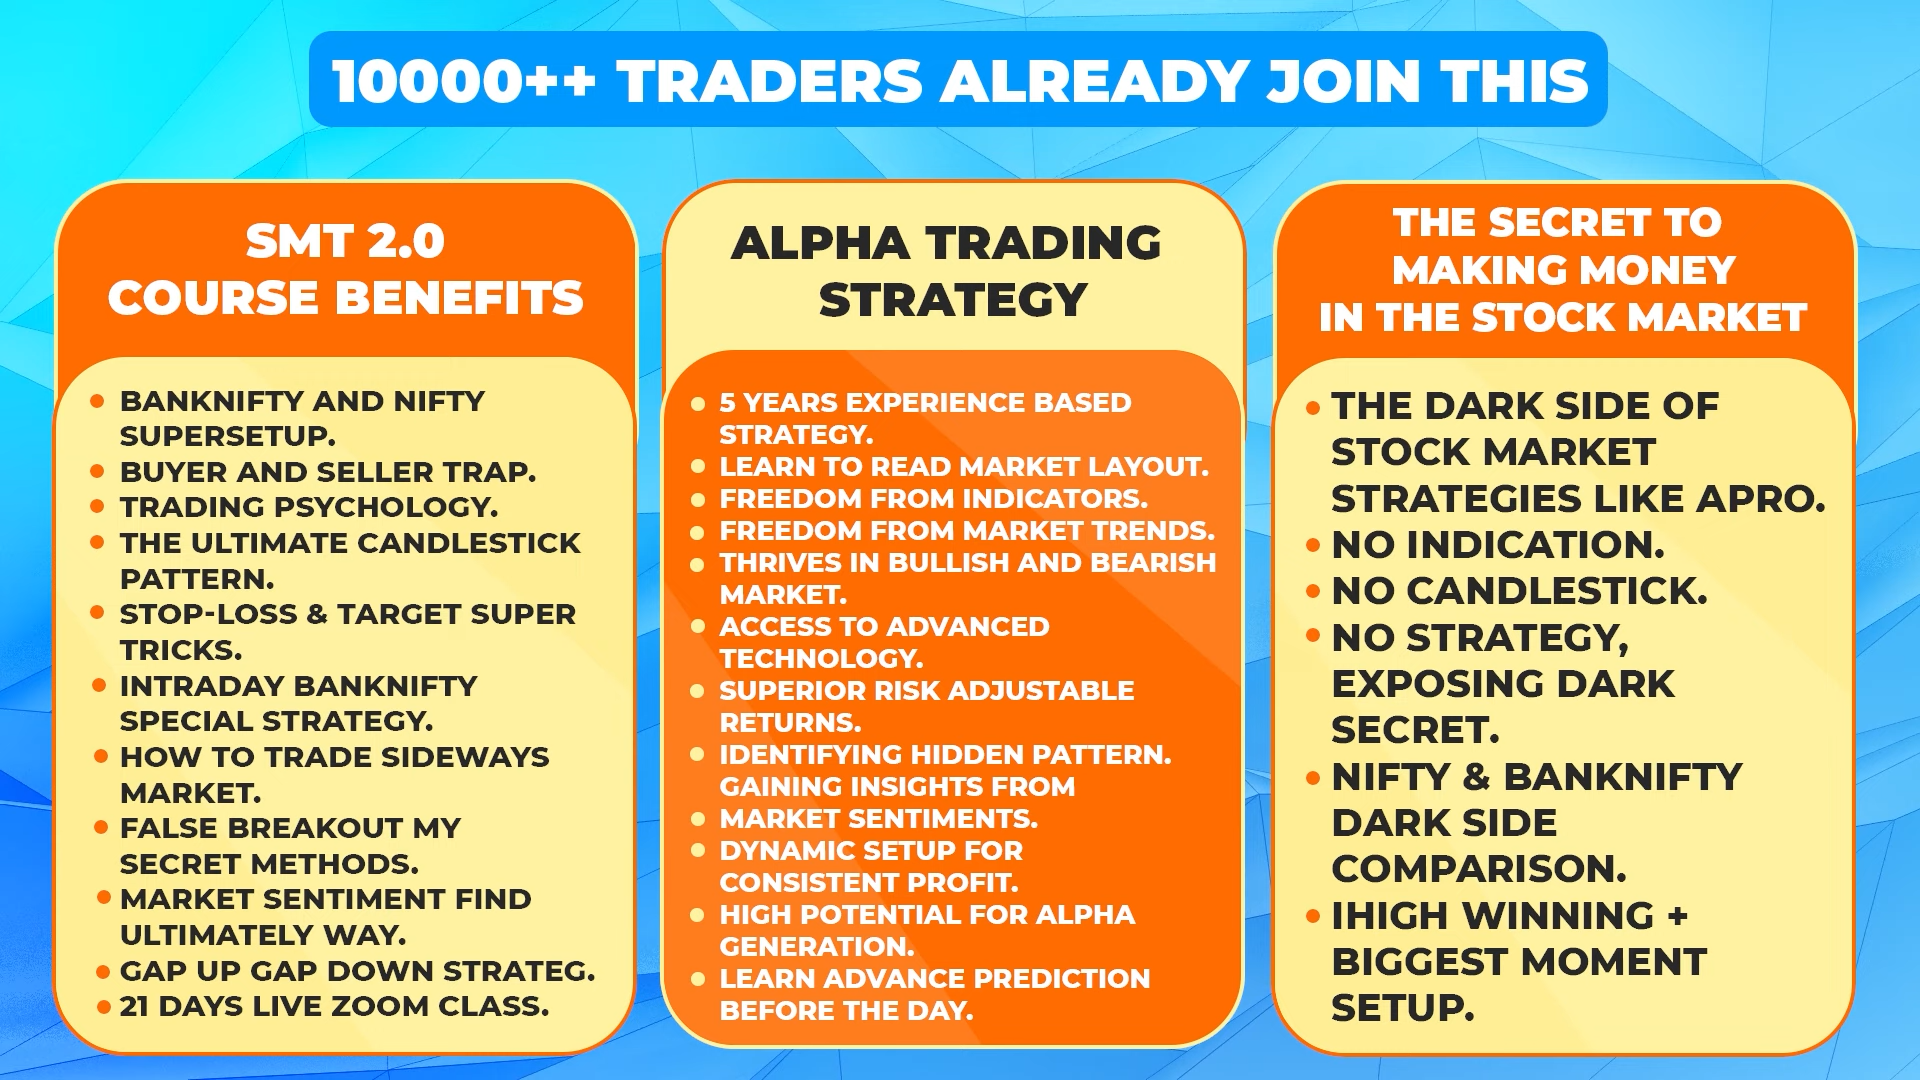 10000++ TRADERS ALREADY JOIN THIS
SMT 2.0
COURSE BENEFITS
BANKNIFTY AND NIFTY
SUPERSETUP.
BUYER AND SELLER TRAP.
TRADING PSYCHOLOGY.
THE ULTIMATE CANDLESTICK
PATTERN.
STOP-LOSS & TARGET SUPER
TRICKS.
INTRADAY BANKNIFTY
SPECIAL STRATEGY.
HOW TO TRADE SIDEWAYS
MARKET.
FALSE BREAKOUT MY
SECRET METHODS.
MARKET SENTIMENT FIND
ULTIMATELY WAY.
GAP UP GAP DOWN STRATEG.
21 DAYS LIVE ZOOM CLASS.
ALPHA TRADING
STRATEGY
5 YEARS EXPERIENCE BASED
STRATEGY.
LEARN TO READ MARKET LAYOUT.
FREEDOM FROM INDICATORS.
FREEDOM FROM MARKET TRENDS.
THRIVES IN BULLISH AND BEARISH
MARKET.
ACCESS TO ADVANCED
TECHNOLOGY.
SUPERIOR RISK ADJUSTABLE
RETURNS.
IDENTIFYING HIDDEN PATTERN.
GAINING INSIGHTS FROM
MARKET SENTIMENTS.
DYNAMIC SETUP FOR
CONSISTENT PROFIT.
HIGH POTENTIAL FOR ALPHA
GENERATION.
LEARN ADVANCE PREDICTION
BEFORE THE DAY.
THE SECRET TO
MAKING MONEY
IN THE STOCK MARKET
THE DARK SIDE OF
STOCK MARKET
STRATEGIES LIKE APRO.
NO INDICATION.
NO CANDLESTICK.
NO STRATEGY,
EXPOSING DARK
SECRET.
NIFTY & BANKNIFTY
DARK SIDE
COMPARISON.
IHIGH WINNING +
BIGGEST MOMENT
SETUP.